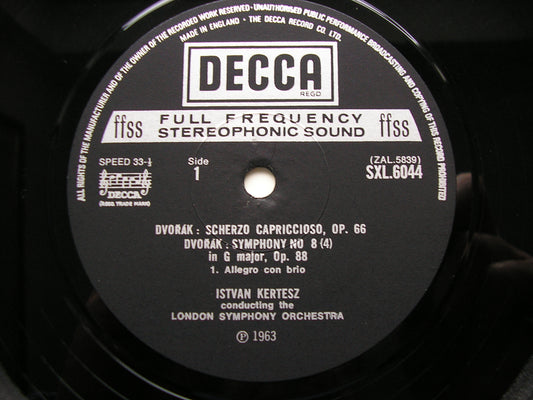 ALL RIGHTS OF THE MANUFACTURER AND OF THE OWNER OF THE RECORDED WORK RESERVED · UNAUTHORISED PUBLIC PERFORMANCE BROADCASTING AND COPYING OF THIS RECORD PROHIBITED
MADE IN ENGLAND · THE DECCA RECORD CO. LTD.
DECCA
REGD
ffss FULL FREQUENCY ffss
STEREOPHONIC SOUND
SPEED 33-⅓ Side (ZAL.5839)
1 SXL.6044
DECCA
(REGD. TRADE MARK)
DVOŘÁK : SCHERZO CAPRICCIOSO, OP. 66
DVOŘÁK : SYMPHONY NO 8 (4)
in G major, Op. 88
1. Allegro con brio
ISTVAN KERTESZ
conducting the
LONDON SYMPHONY ORCHESTRA
Ⓟ 1963